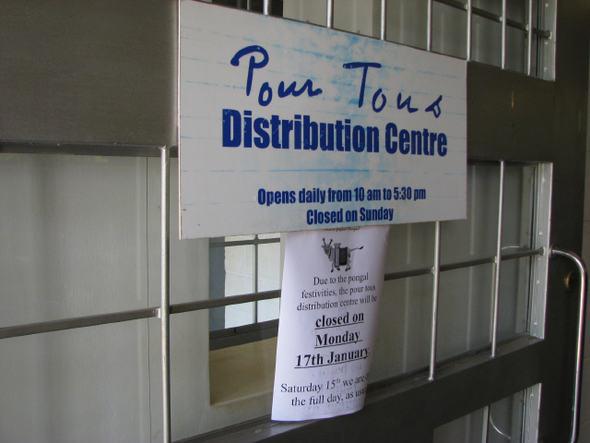 Pour Tous
Distribution Centre
Opens daily from 10 am to 5:30 pm
Closed on Sunday
Due to the pongal
festivities, the pour tous
distribution centre will be
closed on
Monday
17th January.
Saturday 15th we are
the full day, as